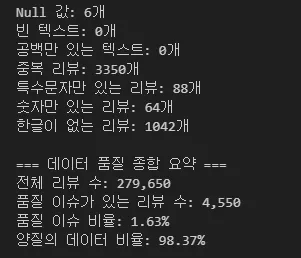 Null 값: 6개
빈 텍스트: 0개
공백만 있는 텍스트: 0개
중복 리뷰: 3350개
특수문자만 있는 리뷰: 88개
숫자만 있는 리뷰: 64개
한글이 없는 리뷰: 1042개
=== 데이터 품질 종합 요약 ===
전체 리뷰 수: 279,650
품질 이슈가 있는 리뷰 수: 4,550
품질 이슈 비율: 1.63%
양질의 데이터 비율: 98.37%